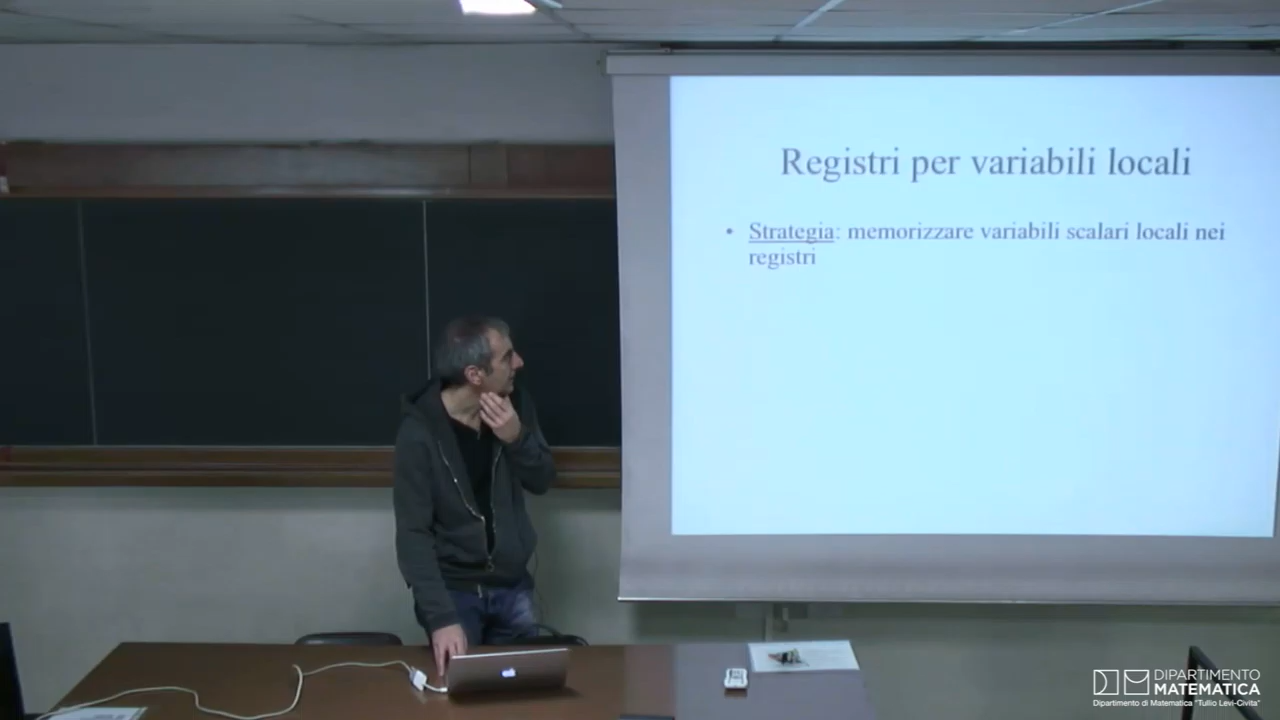 Registri per variabili locali
• Strategia: memorizzare variabili scalari locali nei
registri
DIPARTIMENTO
MATEMATICA
Dipartimento di Matematica "Tullio Levi-Civita"